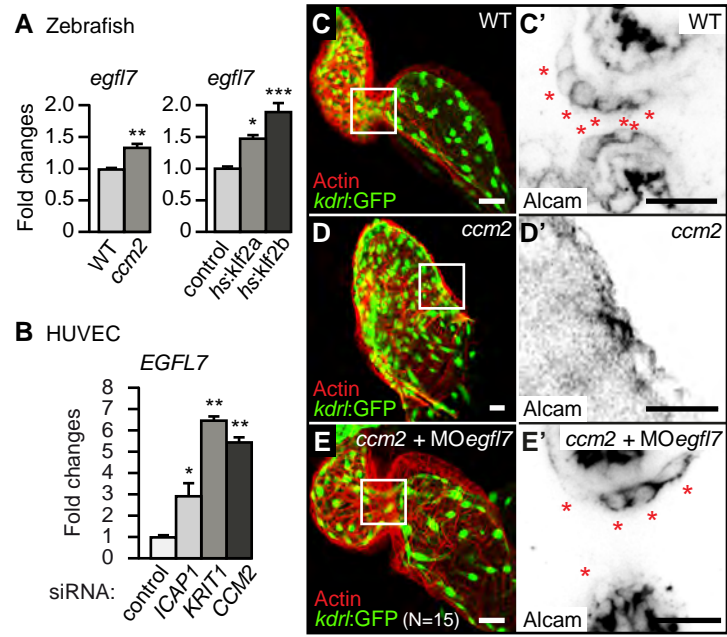 A Zebrafish
egfl7
egfl7
Fold changes
2.0
1.5
1.0
0.5
0
**
WT
ccm2
2.0
1.5
1.0
0.5
0
*
***
control
hs:klf2a
hs:klf2b
B HUVEC
EGFL7
Fold changes
8
7
6
5
4
3
2
1
0
*
**
**
siRNA:
control
ICAP1
KRIT1
CCM2
C WT
Actin
kdrl:GFP
C' WT
* * * * * * * *
Alcam
D ccm2
Actin
kdrl:GFP
D' ccm2
Alcam
E ccm2 + MOegfl7
Actin
kdrl:GFP (N=15)
E' ccm2 + MOegfl7
* * * * *
Alcam